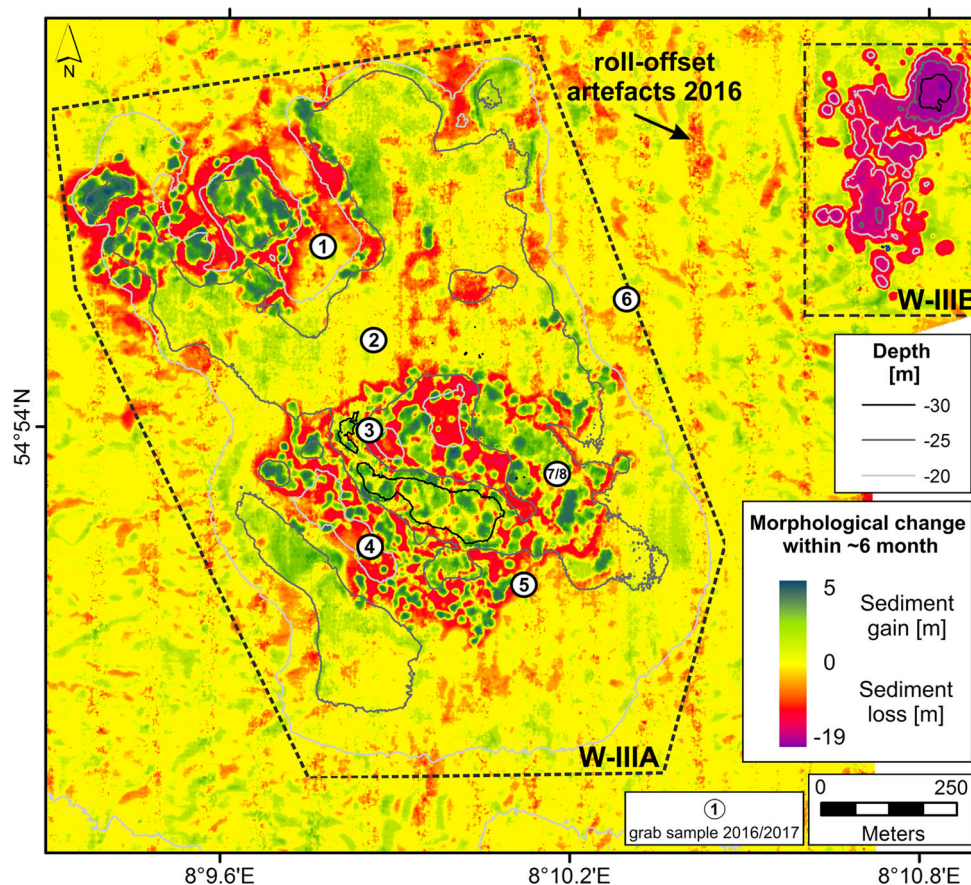 N
roll-offset
artefacts 2016
W-IIIE
1
2
6
3
7/8
4
5
54°54'N
Depth
[m]
-30
-25
-20
Morphological change
within ~6 month
5
Sediment
gain [m]
0
Sediment
loss [m]
-19
W-IIIA
1
grab sample 2016/2017
0 250
Meters
8°9.6'E 8°10.2'E 8°10.8'E